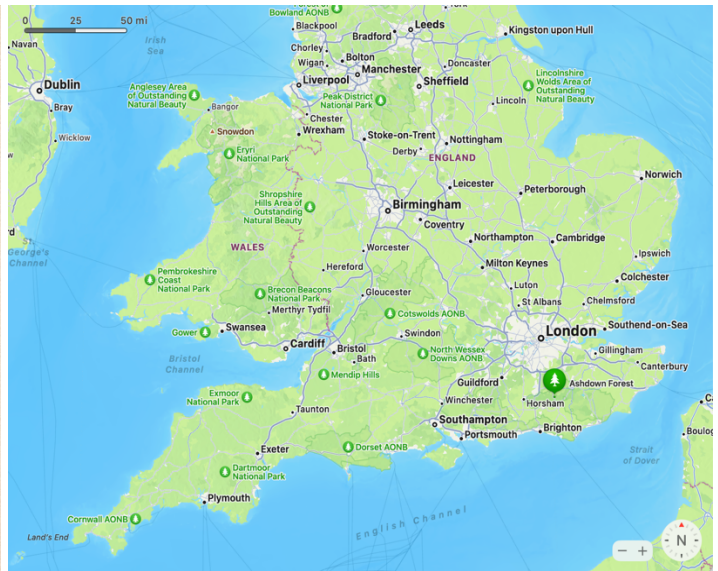 0 25 50 mi
Bowland AONB
Blackpool
Leeds
Bradford
Kingston upon Hull
Irish
Sea
Navan
Chorley
Bolton
Wigan
Manchester
Doncaster
Liverpool
Sheffield
Dublin
Anglesey Area
of Outstanding
Natural Beauty
Bangor
Bray
Peak District
National Park
Lincolnshire
Wolds Area of
Outstanding
Natural Beauty
Lincoln
Chester
Wrexham
Snowdon
Wicklow
Stoke-on-Trent
Nottingham
Derby
ENGLAND
Eryri
National Park
Norwich
Leicester
Peterborough
Shropshire
Hills Area of
Outstanding
Natural Beauty
Birmingham
Coventry
St.
George's
Channel
WALES
Worcester
Northampton
Cambridge
Ipswich
Hereford
Milton Keynes
Pembrokeshire
Coast
National Park
Brecon Beacons
National Park
Merthyr Tydfil
Gloucester
Luton
Colchester
St Albans
Chelmsford
Cotswolds AONB
Gower
Swansea
Swindon
London
Southend-on-Sea
Cardiff
Bristol
Bath
North Wessex
Downs AONB
Gillingham
Canterbury
Bristol
Channel
Mendip Hills
Guildford
Ashdown Forest
Exmoor
National Park
Winchester
Horsham
Taunton
Southampton
Portsmouth
Brighton
Strait
of Dover
Exeter
Dorset AONB
Dartmoor
National Park
Plymouth
Cornwall AONB
Land's End
English Channel
N
− +